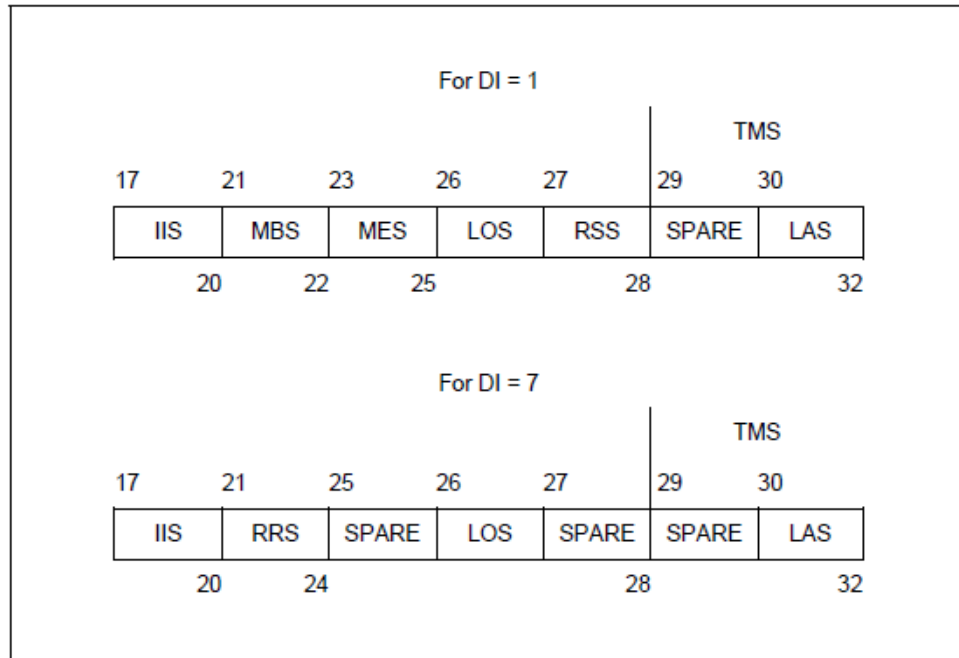 For DI = 1
TMS
17 21 23 26 27 29 30
IIS MBS MES LOS RSS SPARE LAS
20 22 25 28 32
For DI = 7
TMS
17 21 25 26 27 29 30
IIS RRS SPARE LOS SPARE SPARE LAS
20 24 28 32